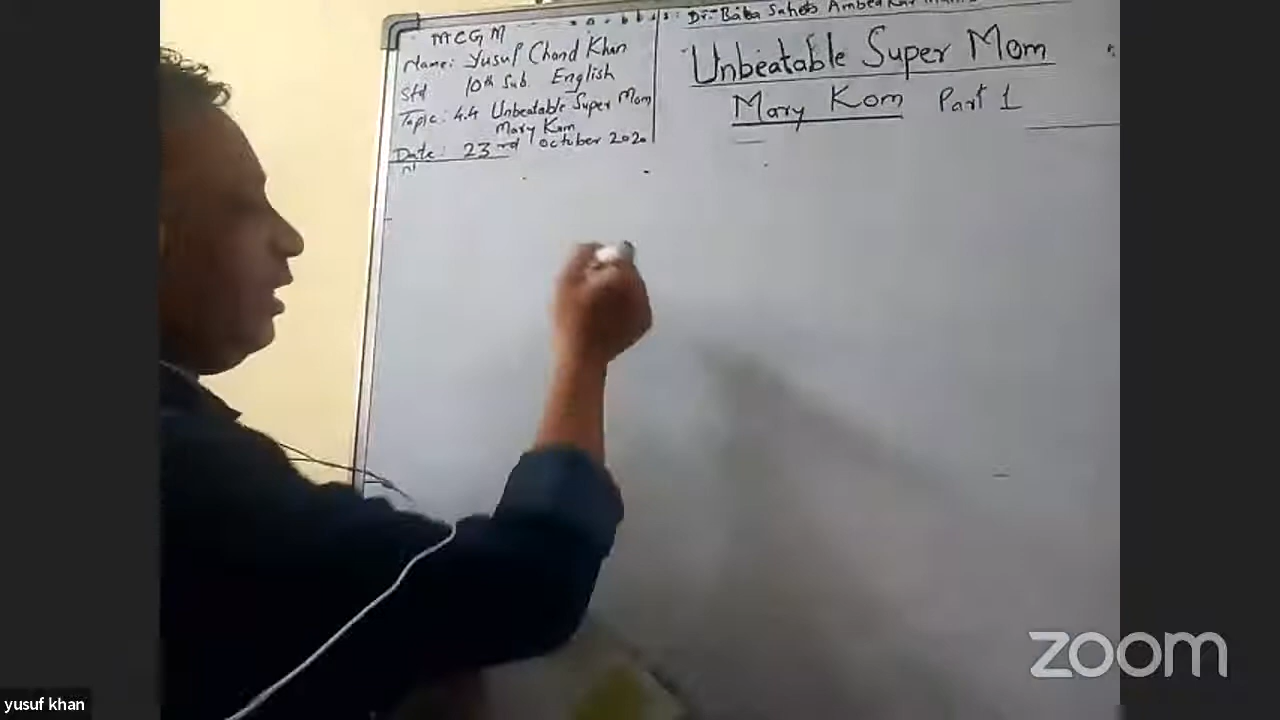 MCGM
Name: Yusuf Chand Khan
Std 10th Sub. English
Topic: 4.4 Unbeatable Super Mom
Mary Kom
Date: 23rd October 2020
Dr. Baba Saheb Ambedkar
Unbeatable Super Mom
Mary Kom Part 1
zoom
yusuf khan